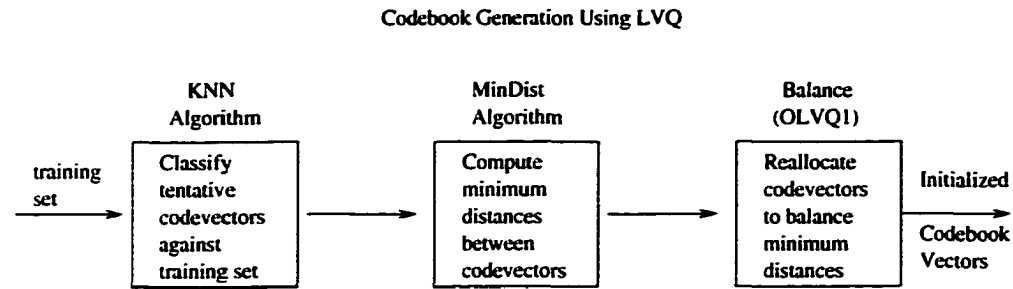 Codebook Generation Using LVQ
KNN
Algorithm
MinDist
Algorithm
Balance
(OLVQ1)
training
set
Classify
tentative
codevectors
against
training set
Compute
minimum
distances
between
codevectors
Reallocate
codevectors
to balance
minimum
distances
Initialized
Codebook
Vectors